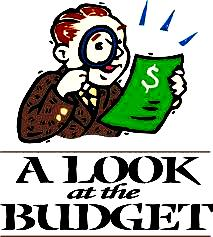 $
A LOOK
at the
BUDGET